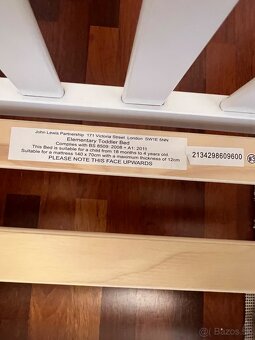 John Lewis Partnership 171 Victoria Street London SW1E 5NN
Elementary Toddler Bed
Complies with BS 8509: 2008 + A1: 2011
This Bed is suitable for a child from 18 months to 4 years old
Suitable for a mattress 140 x 70cm with a maximum thickness of 12cm
PLEASE NOTE THIS FACE UPWARDS
2134298609600